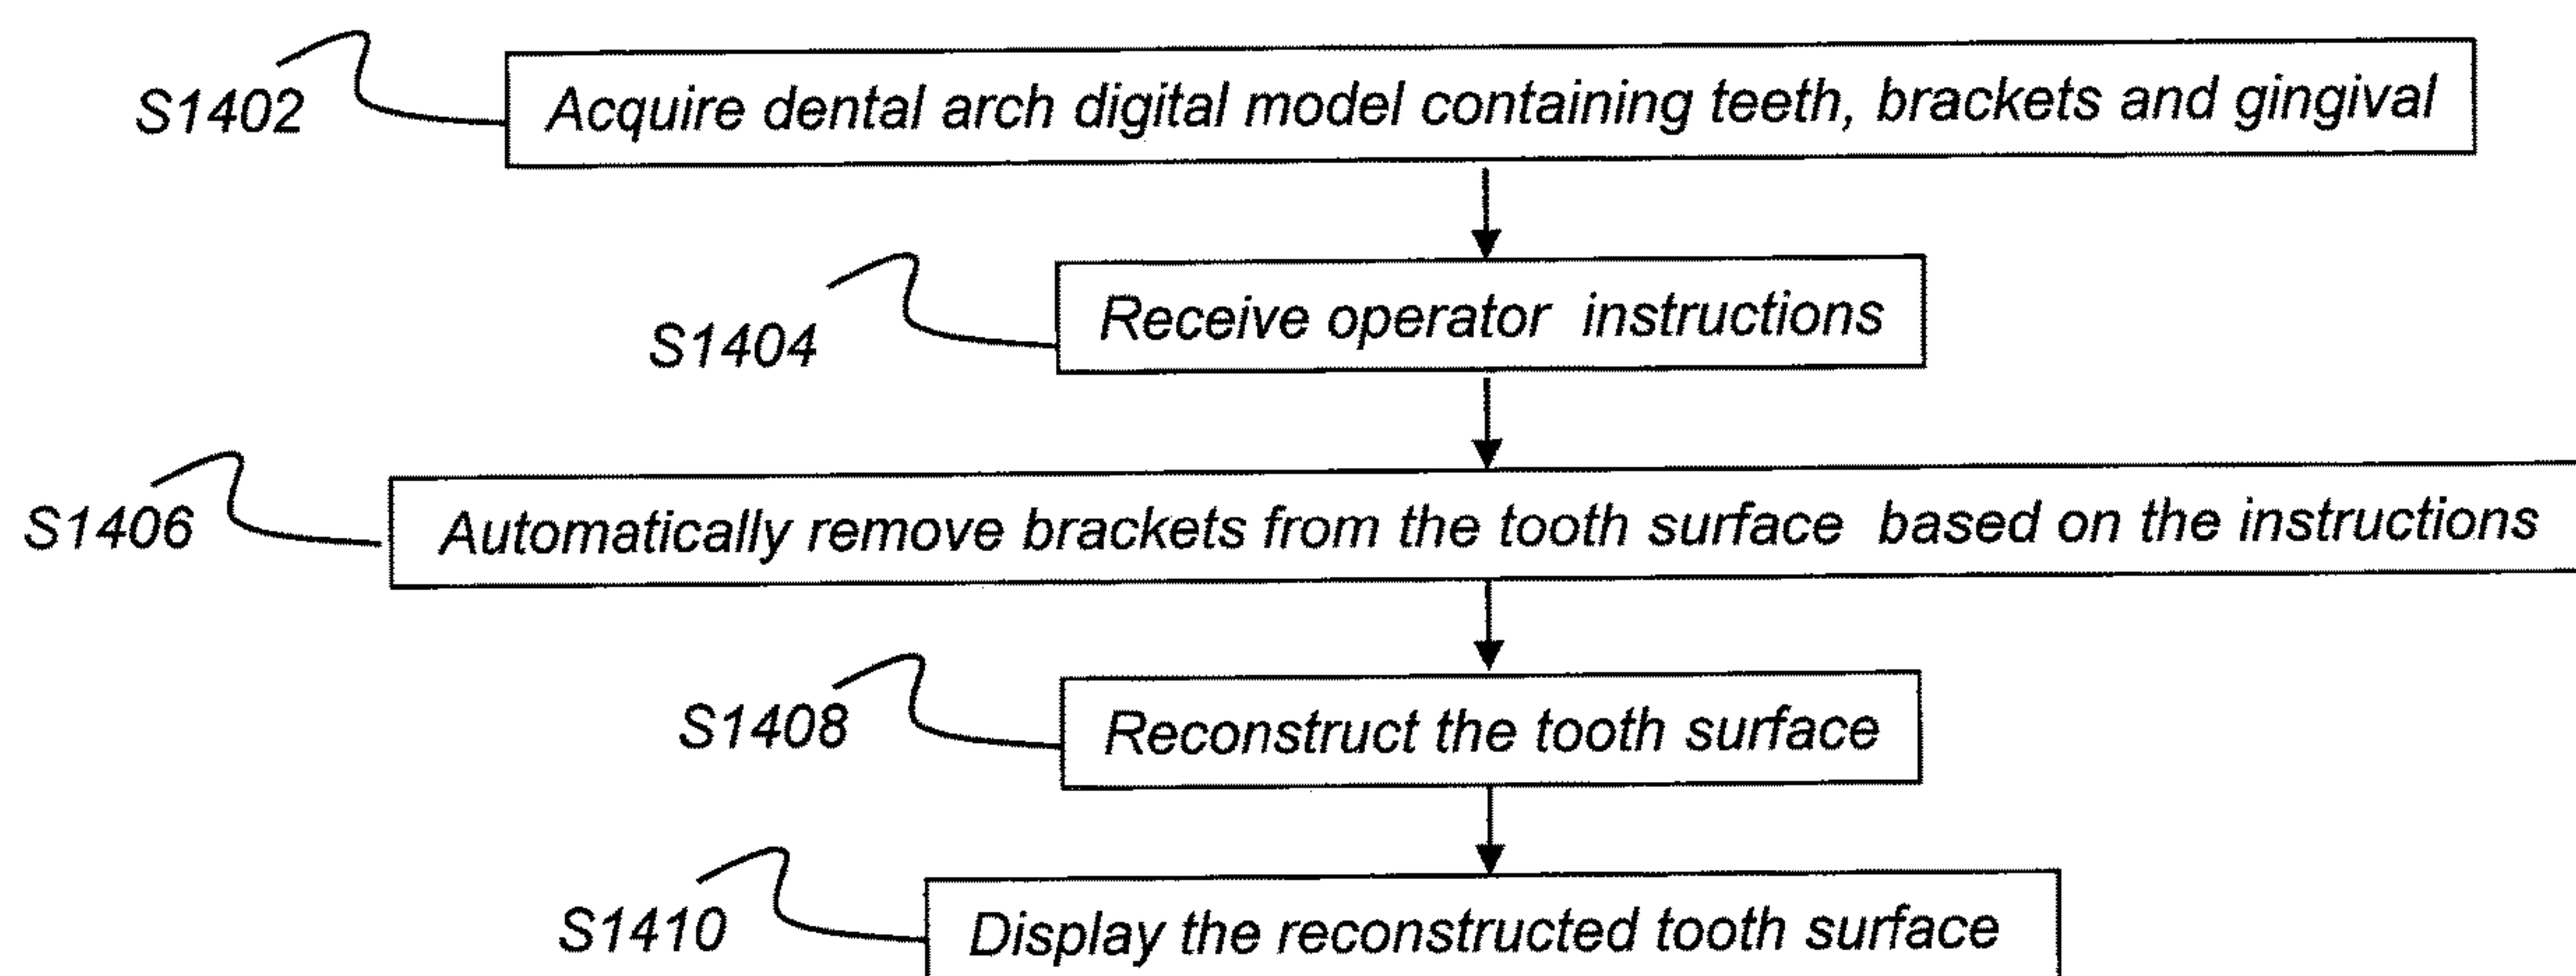 S1402 Acquire dental arch digital model containing teeth, brackets and gingival
S1404 Receive operator instructions
S1406 Automatically remove brackets from the tooth surface based on the instructions
S1408 Reconstruct the tooth surface
S1410 Display the reconstructed tooth surface